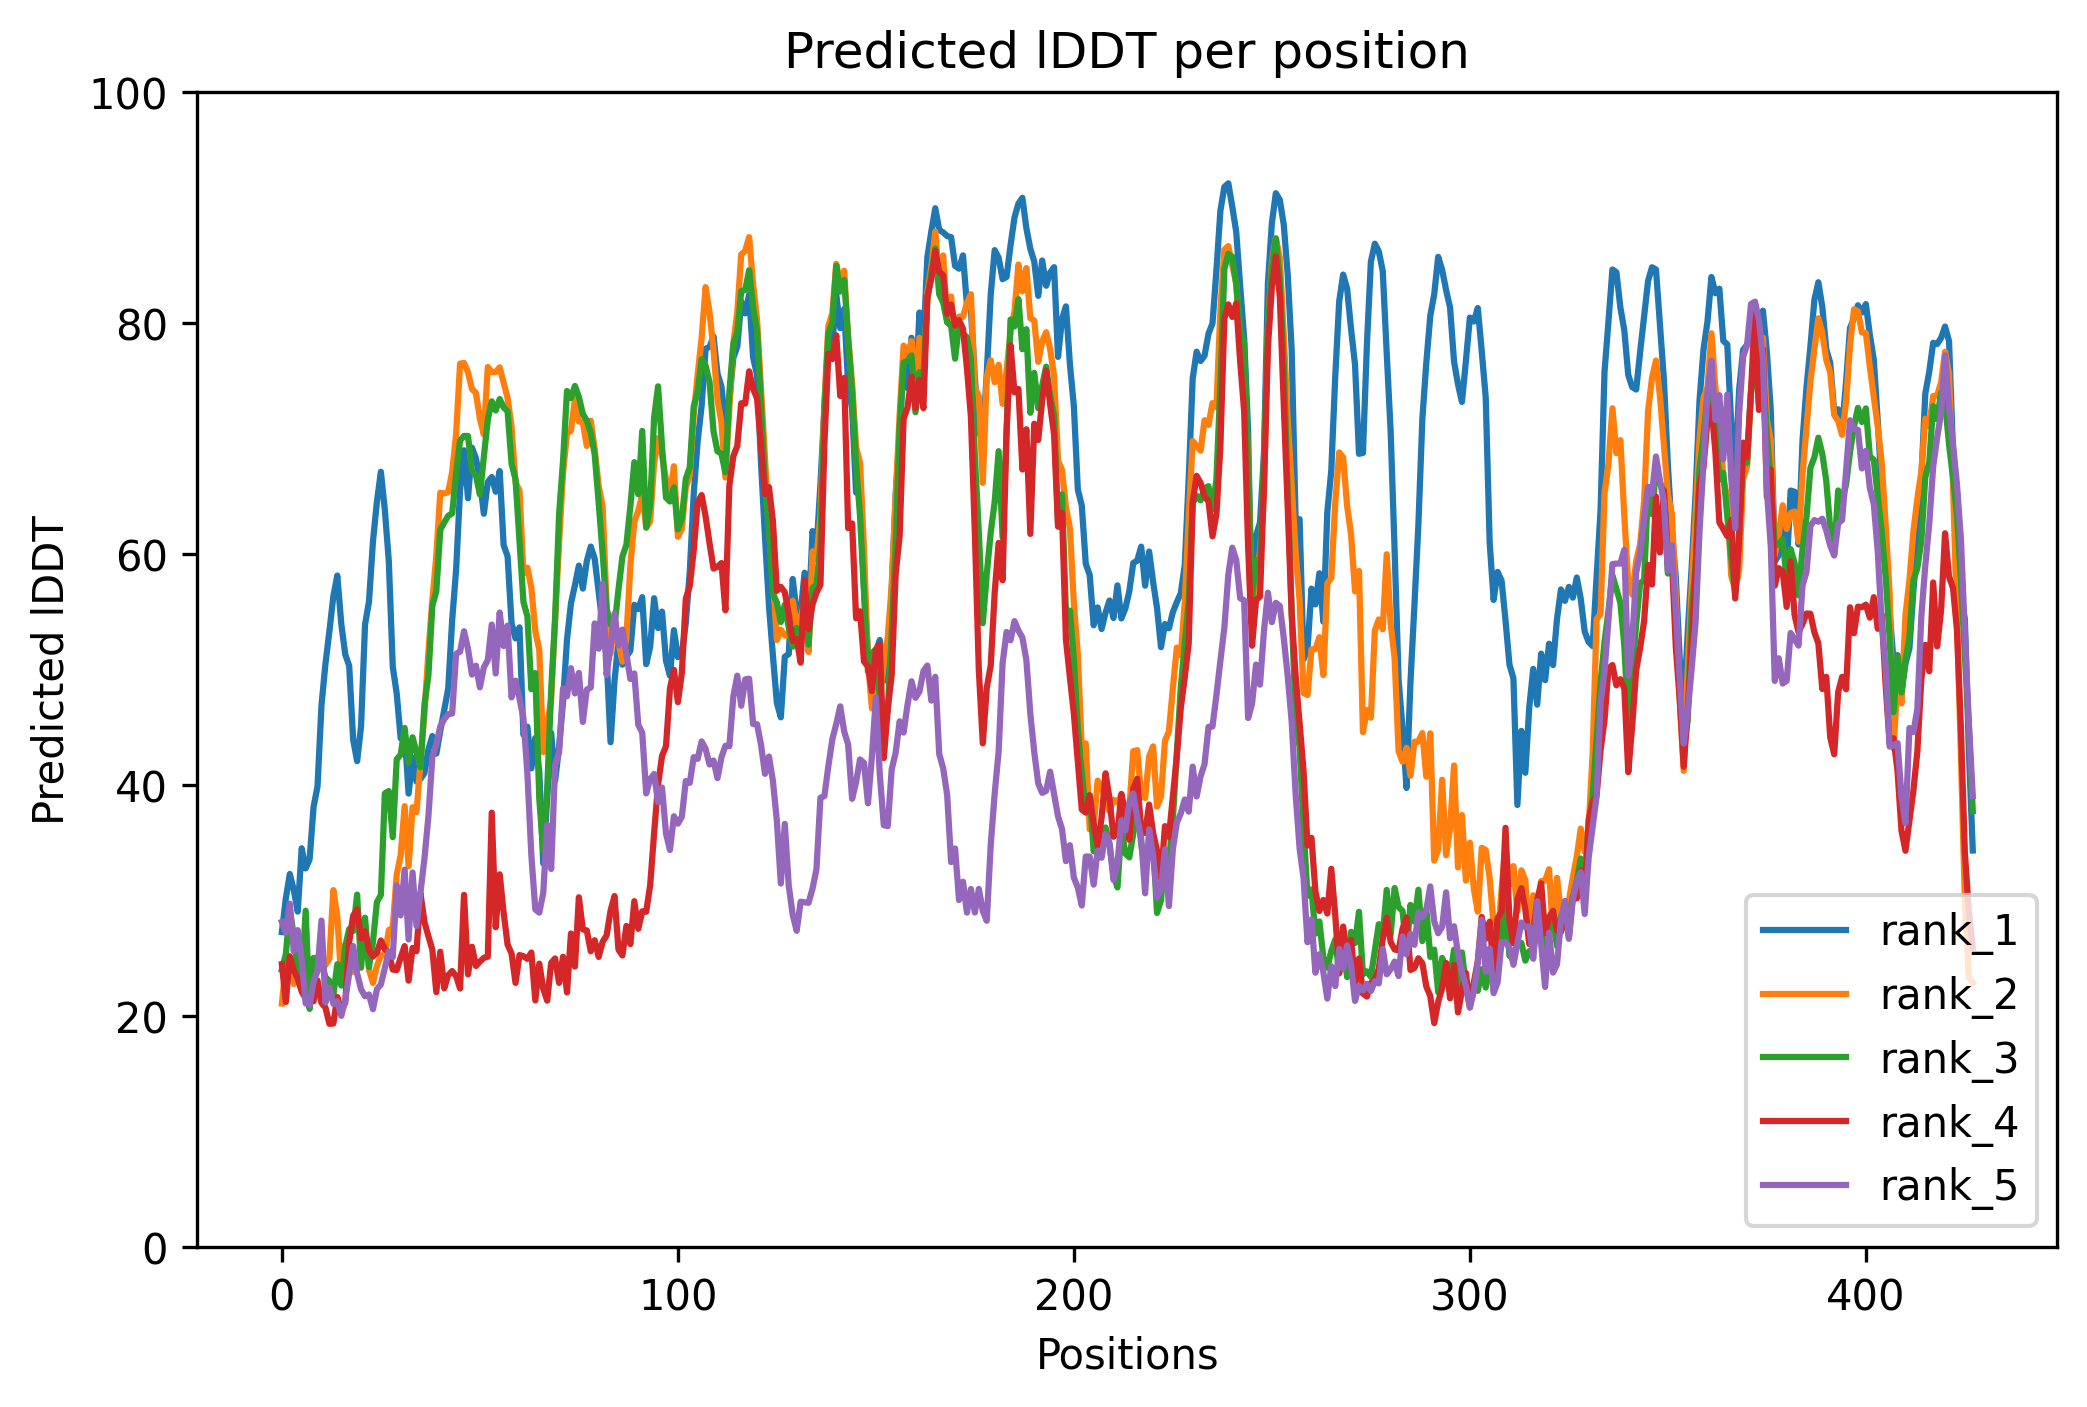 Predicted lDDT per position
100
80
60
40
20
0
Predicted lDDT
0 100 200 300 400
Positions
rank_1
rank_2
rank_3
rank_4
rank_5